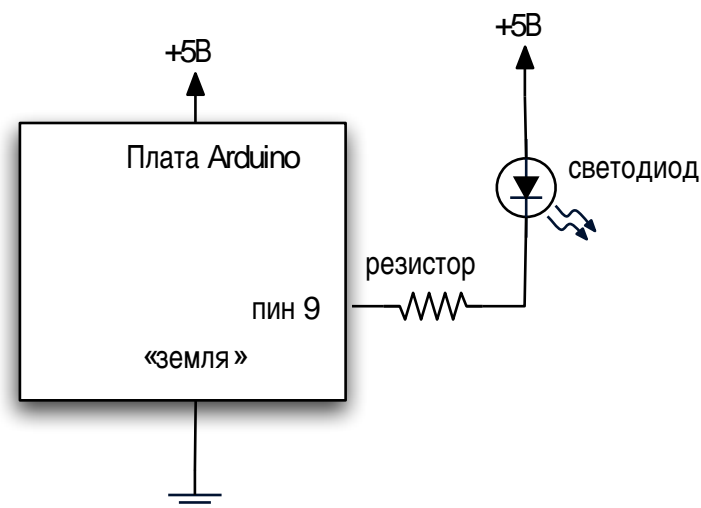 +5В
+5В
Плата Arduino
светодиод
резистор
пин 9
«земля»